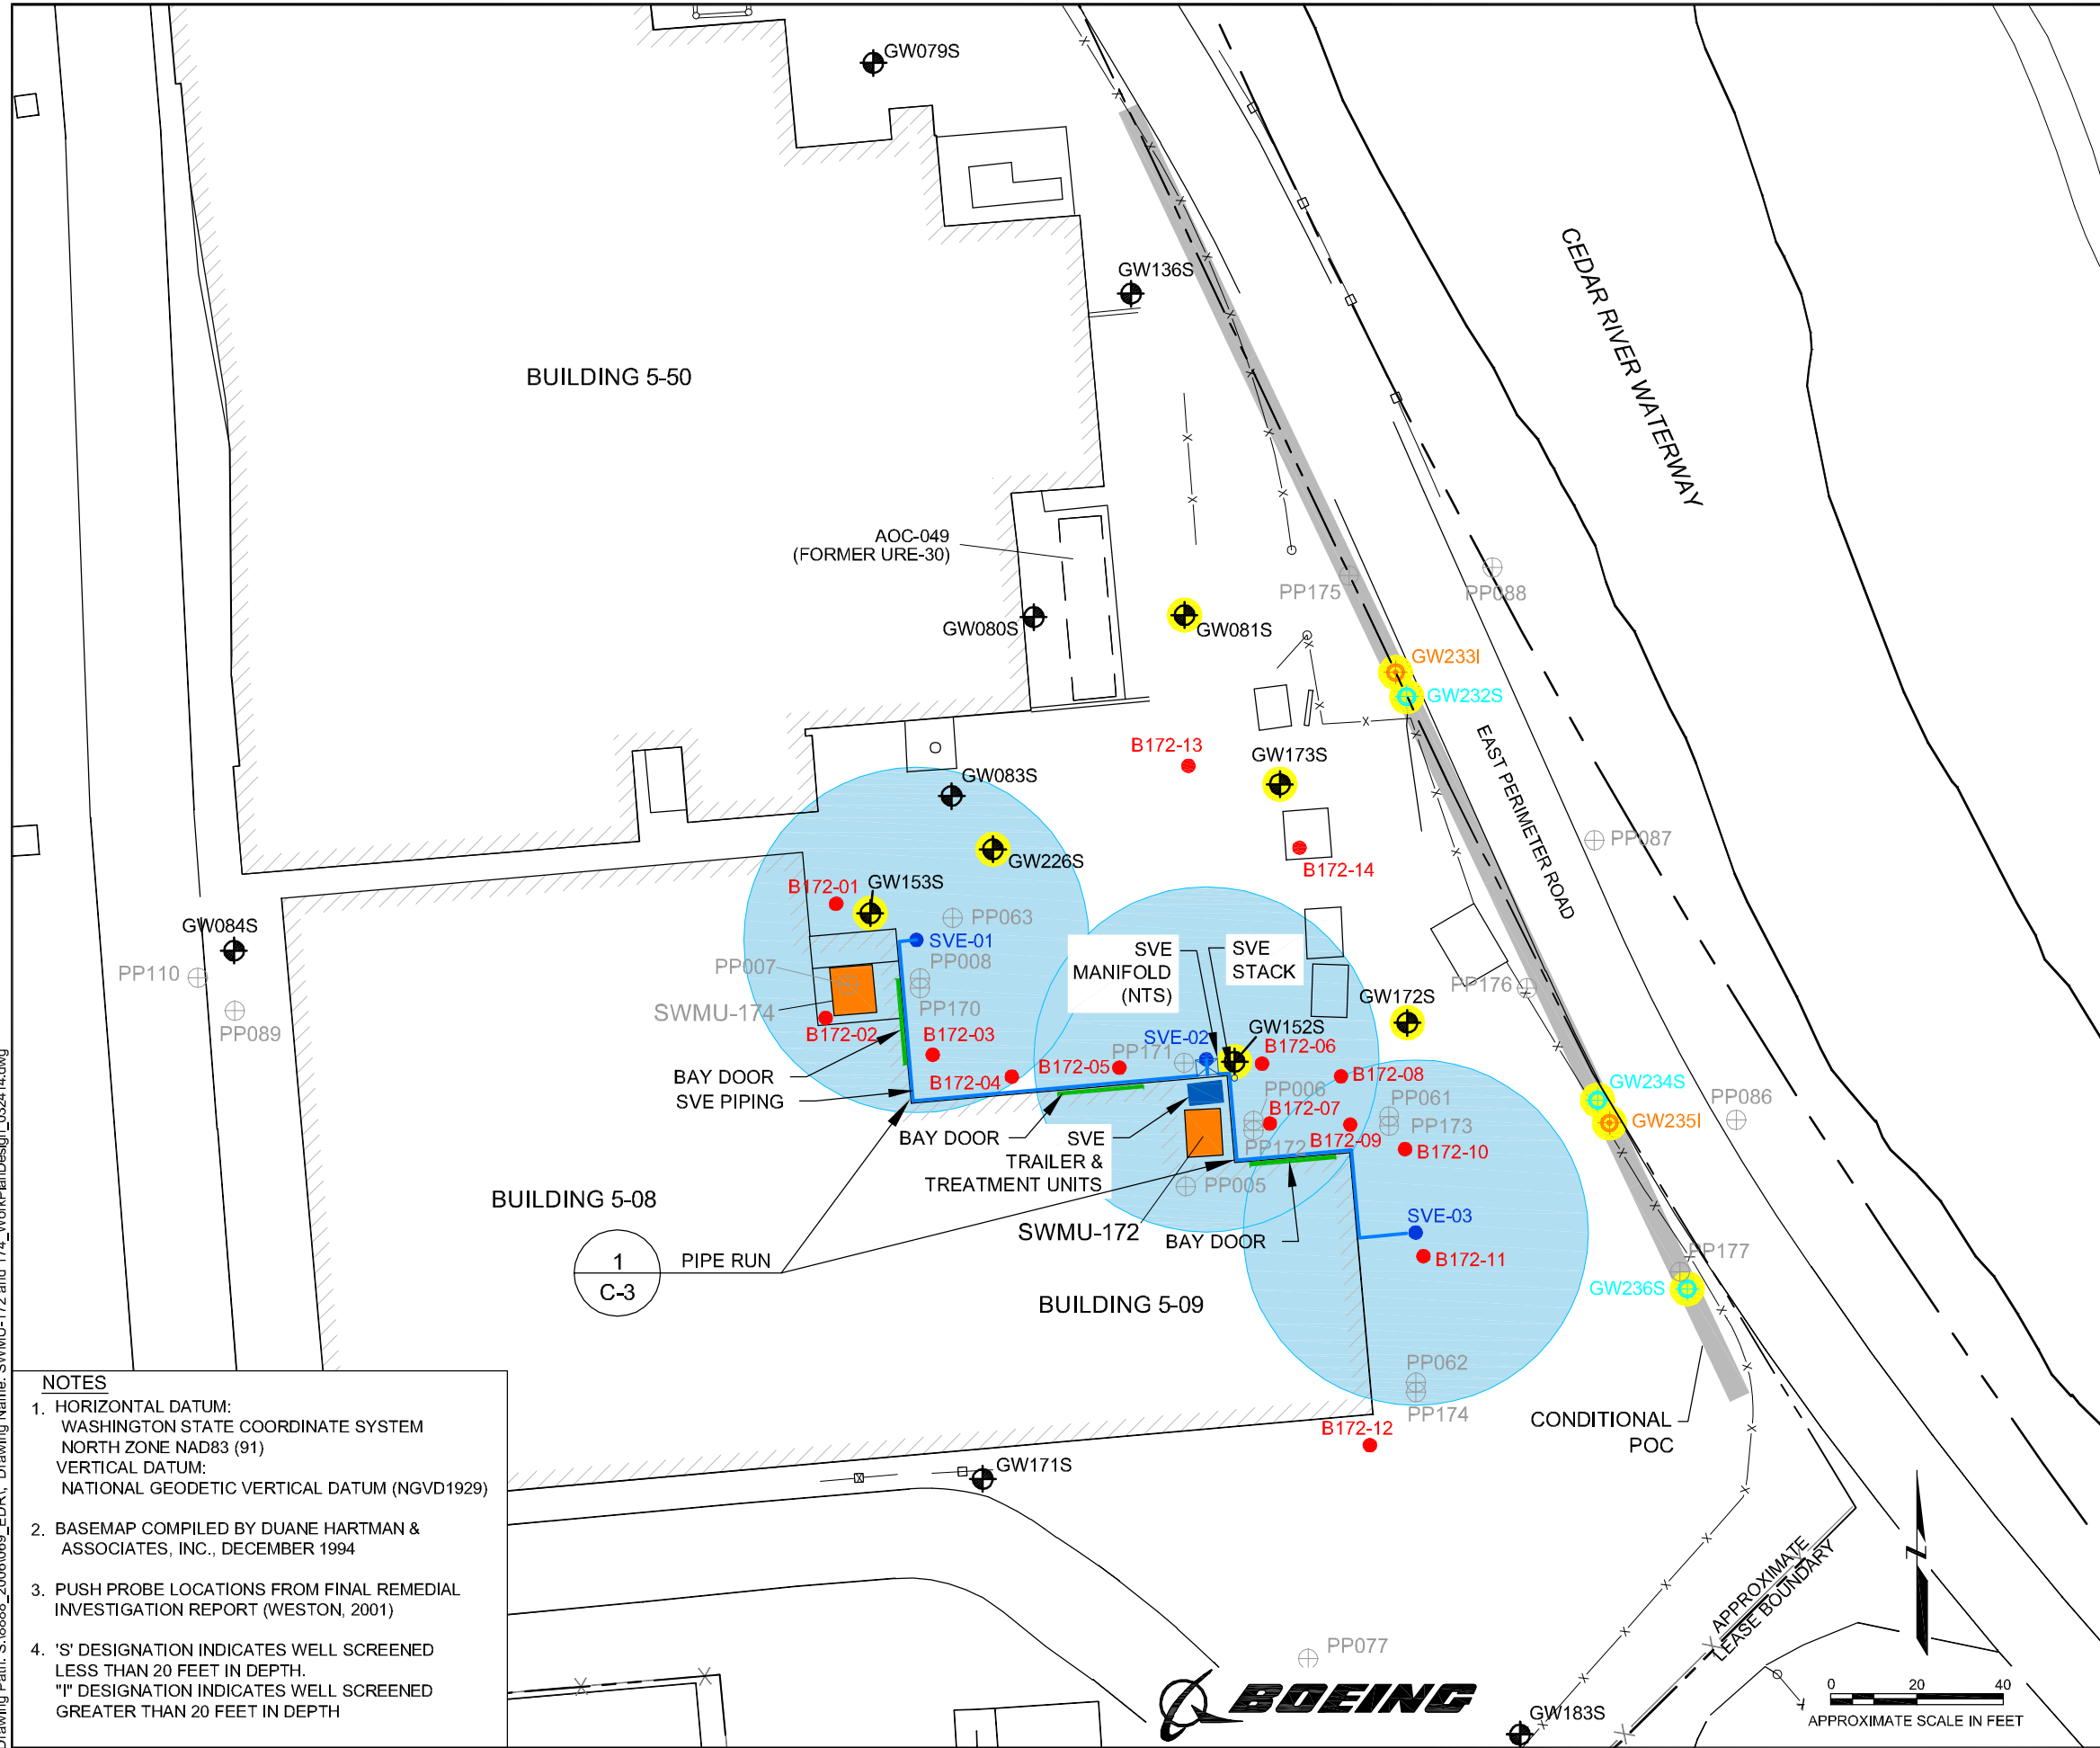 GW079S
GW136S
CEDAR RIVER WATERWAY
BUILDING 5-50
AOC-049
(FORMER URE-30)
PP175
PP088
GW080S
GW081S
GW233I
GW232S
EAST PERIMETER ROAD
B172-13
GW173S
GW083S
PP087
GW226S
B172-14
B172-01
GW153S
GW084S
PP063
SVE-01
SVE
MANIFOLD
(NTS)
SVE
STACK
PP110
PP007
PP008
PP176
SWMU-174
PP170
GW172S
PP089
B172-02
B172-03
SVE-02
GW152S
B172-06
PP171
B172-05
BAY DOOR
B172-04
B172-08
GW234S
SVE PIPING
PP006
PP061
PP086
B172-07
GW235I
BAY DOOR
SVE
TRAILER &
TREATMENT UNITS
PP172
B172-09
PP173
B172-10
PP005
BUILDING 5-08
SWMU-172
BAY DOOR
SVE-03
PP177
1
C-3
PIPE RUN
B172-11
GW236S
BUILDING 5-09
PP062
PP174
CONDITIONAL
POC
B172-12
GW171S
NOTES
1. HORIZONTAL DATUM:
WASHINGTON STATE COORDINATE SYSTEM
NORTH ZONE NAD83 (91)
VERTICAL DATUM:
NATIONAL GEODETIC VERTICAL DATUM (NGVD1929)
2. BASEMAP COMPILED BY DUANE HARTMAN &
ASSOCIATES, INC., DECEMBER 1994
3. PUSH PROBE LOCATIONS FROM FINAL REMEDIAL
INVESTIGATION REPORT (WESTON, 2001)
4. 'S' DESIGNATION INDICATES WELL SCREENED
LESS THAN 20 FEET IN DEPTH.
"I" DESIGNATION INDICATES WELL SCREENED
GREATER THAN 20 FEET IN DEPTH
APPROXIMATE
LEASE BOUNDARY
PP077
BOEING
GW183S
N
0 20 40
APPROXIMATE SCALE IN FEET